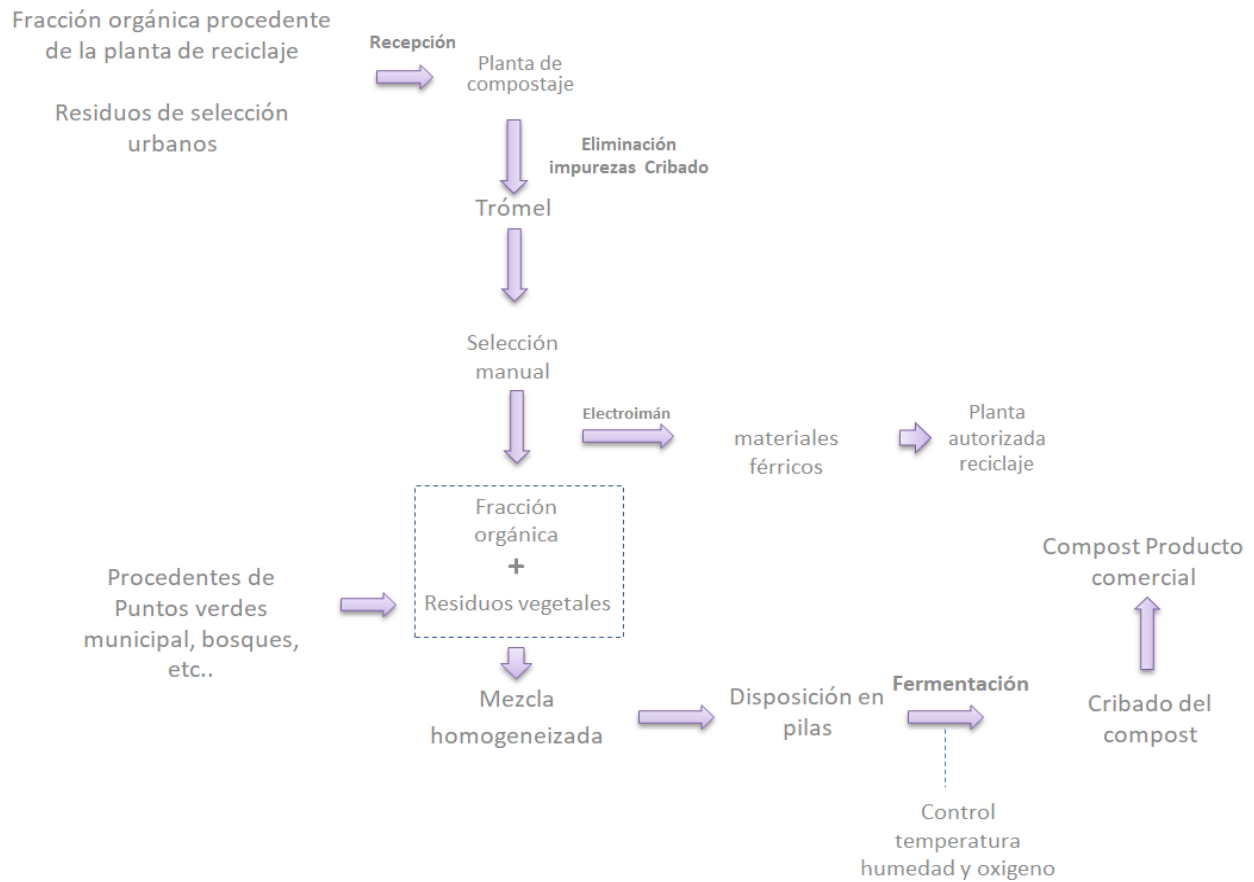 Fracción orgánica procedente
de la planta de reciclaje
Residuos de selección
urbanos
Recepción
Planta de
compostaje
Eliminación
impurezas Cribado
Trómel
Selección
manual
Electroimán
materiales
férricos
Planta
autorizada
reciclaje
Fracción
orgánica
+
Residuos vegetales
Procedentes de
Puntos verdes
municipal, bosques,
etc..
Mezcla
homogeneizada
Disposición en
pilas
Fermentación
Control
temperatura
humedad y oxigeno
Cribado del
compost
Compost Producto
comercial